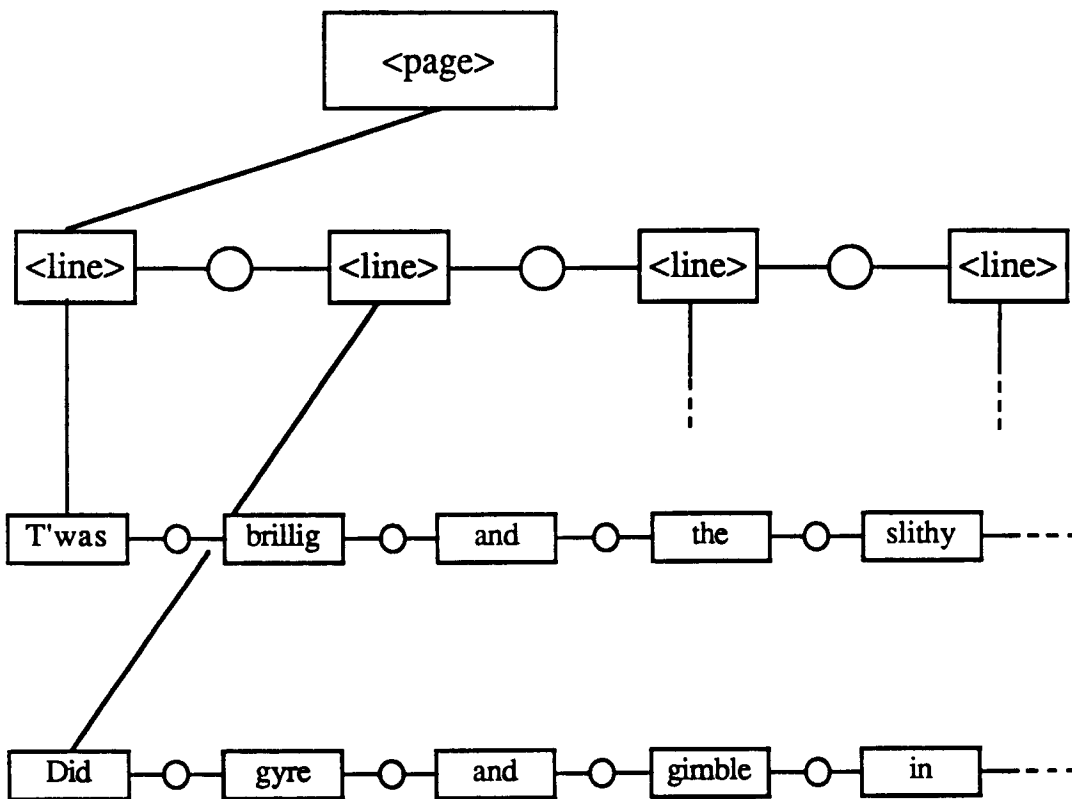 <page>
<line> <line> <line> <line>
T'was brillig and the slithy
Did gyre and gimble in